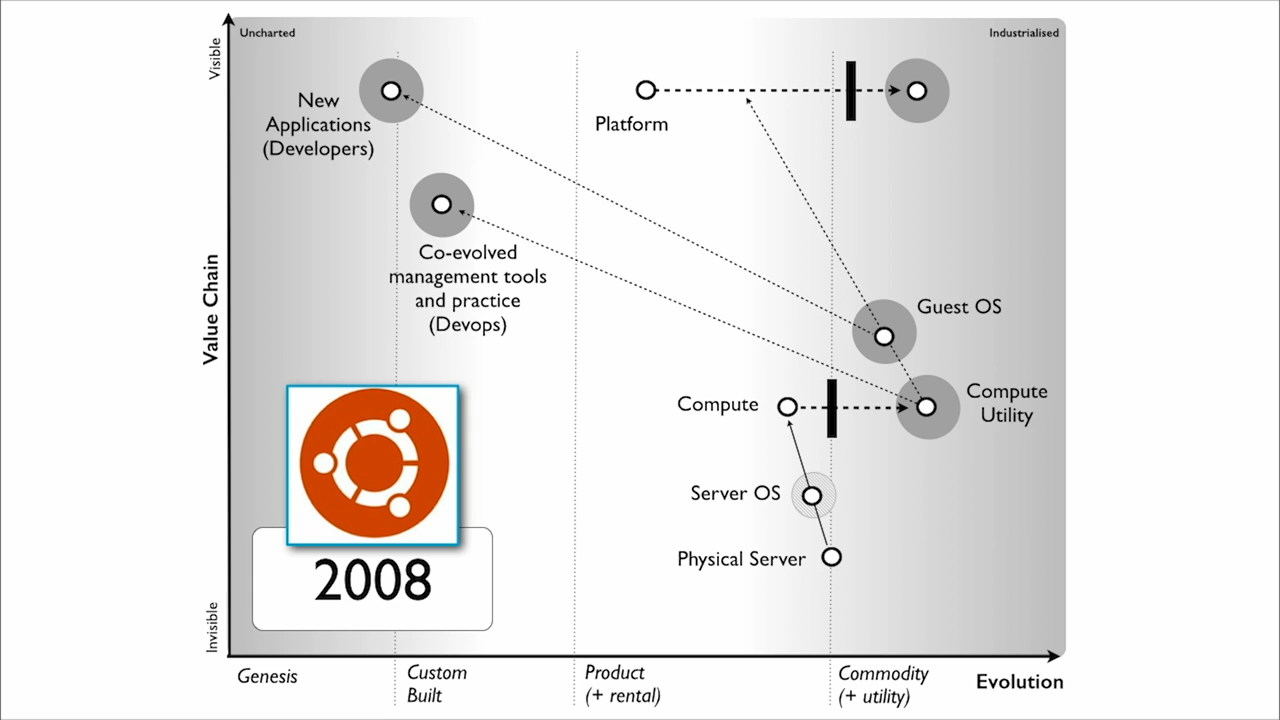 Uncharted
Industrialised
Visible
New
Applications
(Developers)
Platform
Co-evolved
management tools
and practice
(Devops)
Value Chain
Guest OS
Compute
Compute
Utility
Server OS
Physical Server
2008
Invisible
Genesis
Custom
Built
Product
(+ rental)
Commodity
(+ utility)
Evolution